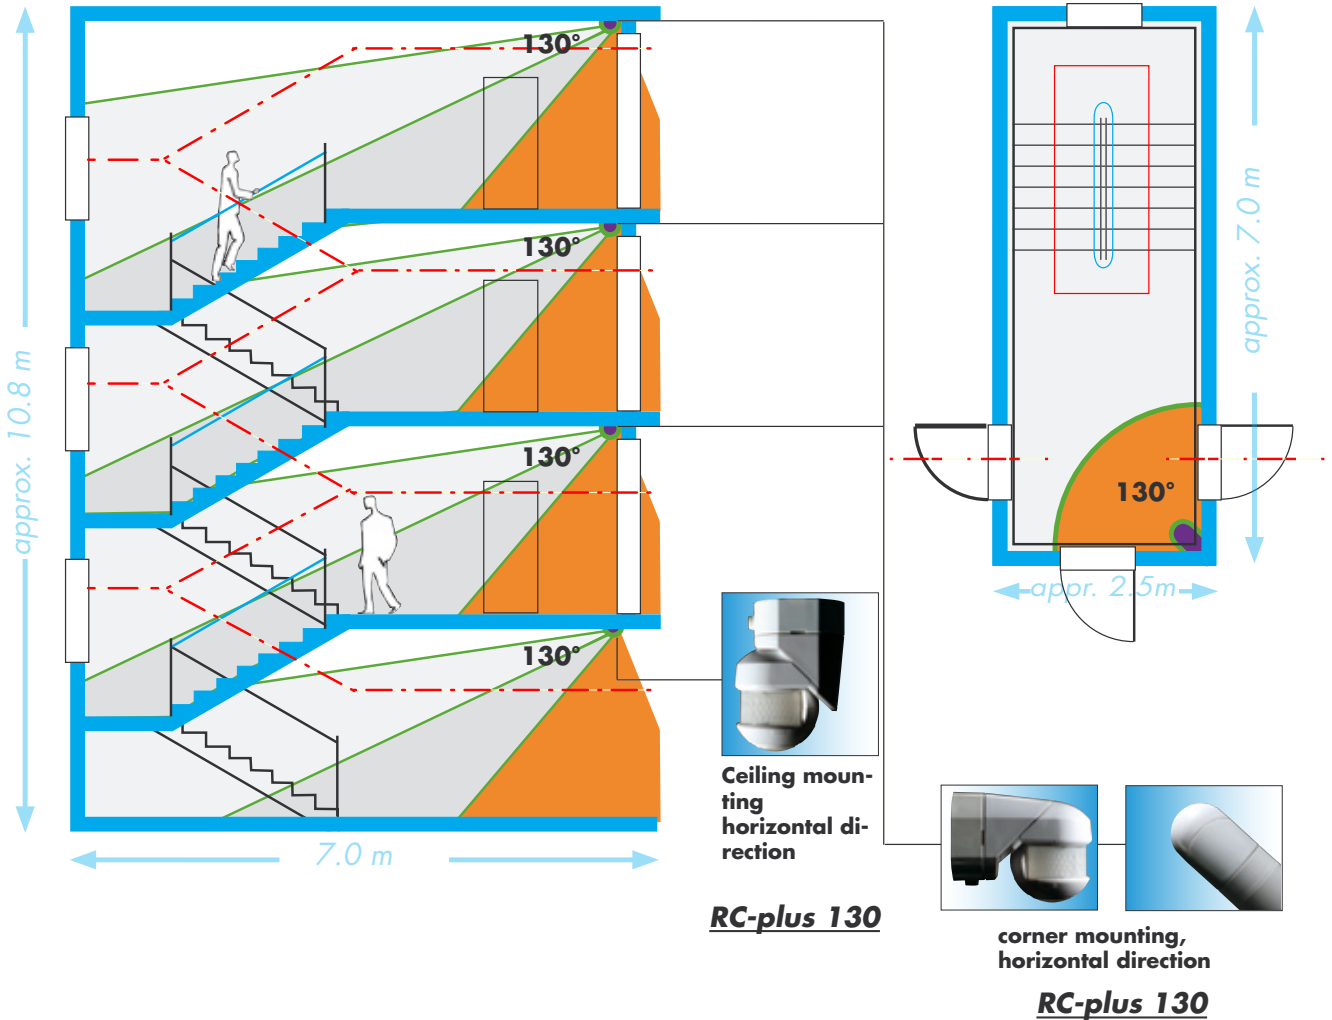 130°
130°
130°
130°
approx. 10.8 m
7.0 m
130°
approx. 7.0 m
appr. 2.5m
Ceiling moun-
ting
horizontal di-
rection
RC-plus 130
corner mounting,
horizontal direction
RC-plus 130